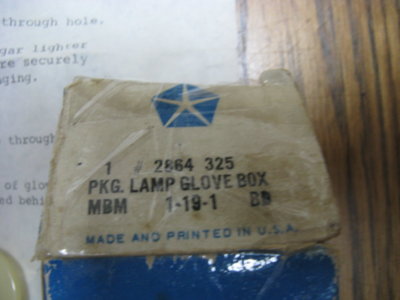 through hole.
gar lighter
re securely
ging.
through
of glo
nd behi
1 # 2864 325
PKG. LAMP GLOVE BOX
MBM 1-19-1 BD
MADE AND PRINTED IN U.S.A.